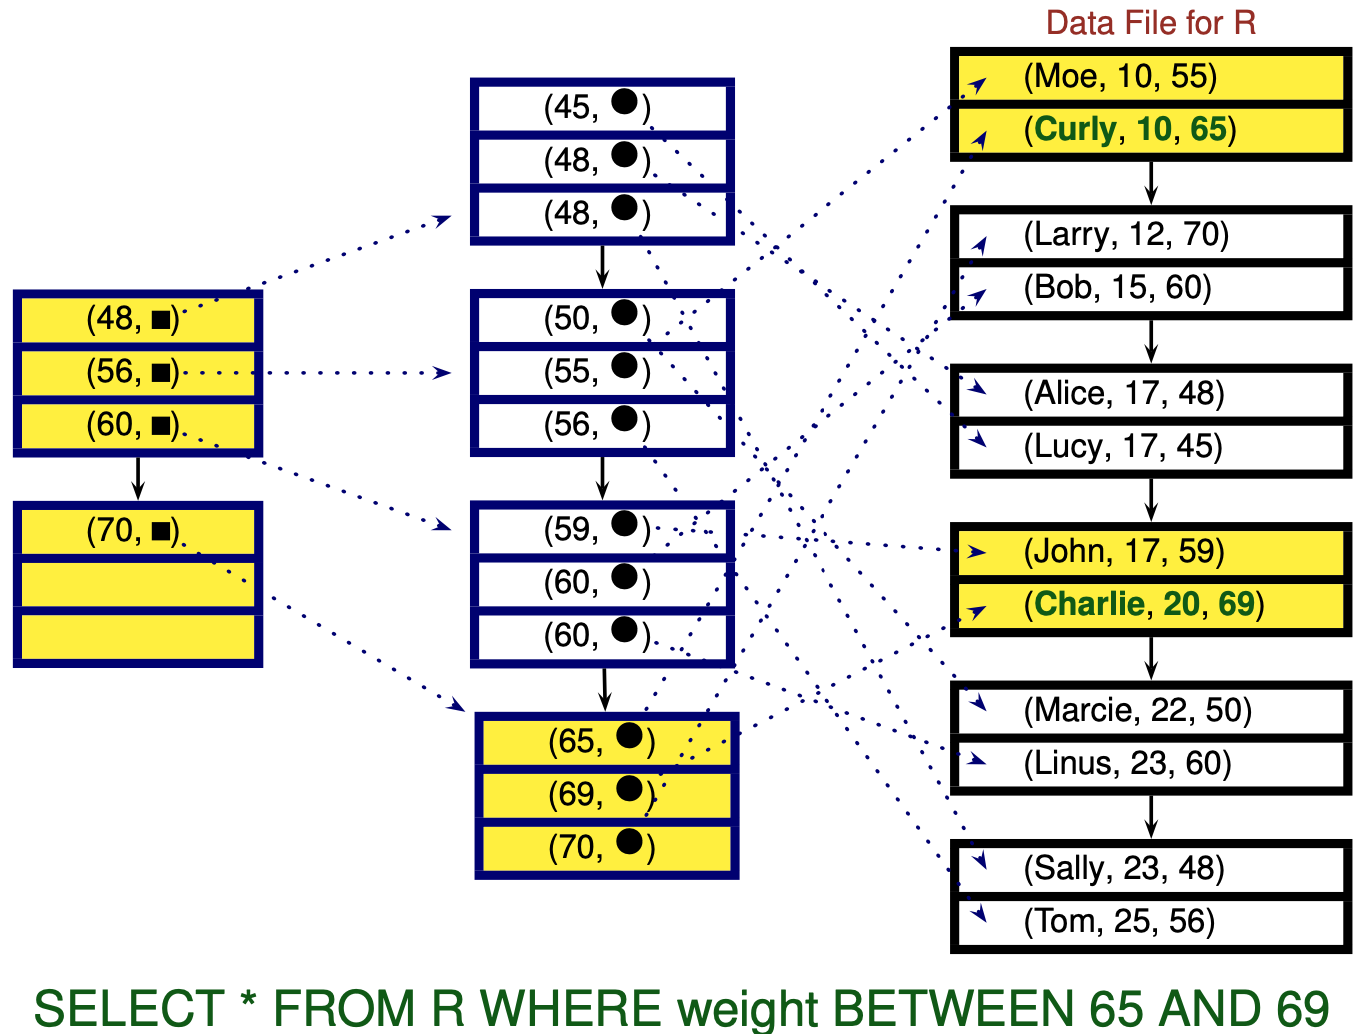 Data File for R
(48, ■)
(56, ■)
(60, ■)
(70, ■)
(45, ●)
(48, ●)
(48, ●)
(50, ●)
(55, ●)
(56, ●)
(59, ●)
(60, ●)
(60, ●)
(65, ●)
(69, ●)
(70, ●)
(Moe, 10, 55)
(Curly, 10, 65)
(Larry, 12, 70)
(Bob, 15, 60)
(Alice, 17, 48)
(Lucy, 17, 45)
(John, 17, 59)
(Charlie, 20, 69)
(Marcie, 22, 50)
(Linus, 23, 60)
(Sally, 23, 48)
(Tom, 25, 56)
SELECT * FROM R WHERE weight BETWEEN 65 AND 69